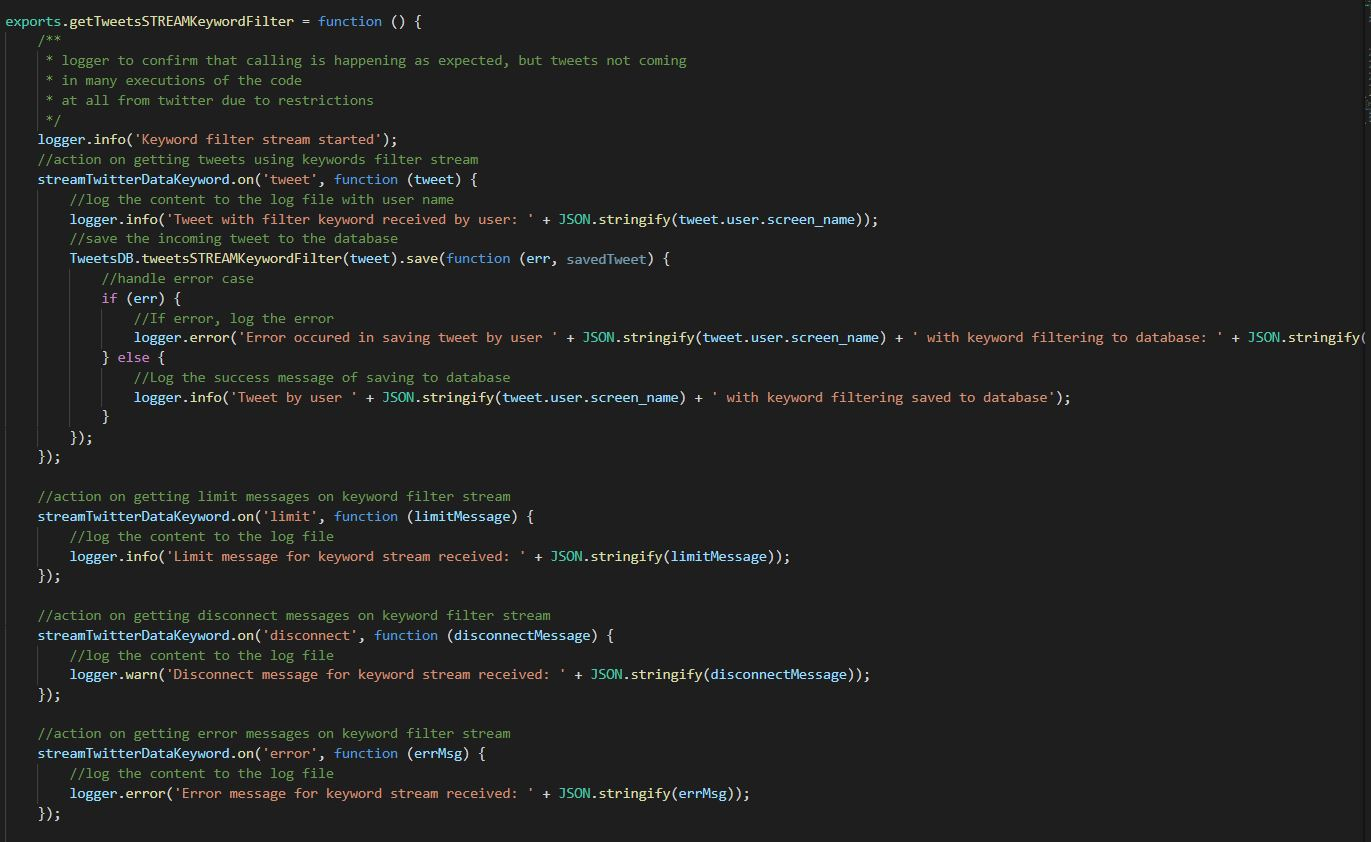 exports.getTweetsSTREAMKeywordFilter = function () {
    /**
     * logger to confirm that calling is happening as expected, but tweets not coming
     * in many executions of the code
     * at all from twitter due to restrictions
     */
    logger.info('Keyword filter stream started');
    //action on getting tweets using keywords filter stream
    streamTwitterDataKeyword.on('tweet', function (tweet) {
        //log the content to the log file with user name
        logger.info('Tweet with filter keyword received by user: ' + JSON.stringify(tweet.user.screen_name));
        //save the incoming tweet to the database
        TweetsDB.tweetsSTREAMKeywordFilter(tweet).save(function (err, savedTweet) {
            //handle error case
            if (err) {
                //If error, log the error
                logger.error('Error occured in saving tweet by user ' + JSON.stringify(tweet.user.screen_name) + ' with keyword filtering to database: ' + JSON.stringify(
            } else {
                //Log the success message of saving to database
                logger.info('Tweet by user ' + JSON.stringify(tweet.user.screen_name) + ' with keyword filtering saved to database');
            }
        });
    });

    //action on getting limit messages on keyword filter stream
    streamTwitterDataKeyword.on('limit', function (limitMessage) {
        //log the content to the log file
        logger.info('Limit message for keyword stream received: ' + JSON.stringify(limitMessage));
    });

    //action on getting disconnect messages on keyword filter stream
    streamTwitterDataKeyword.on('disconnect', function (disconnectMessage) {
        //log the content to the log file
        logger.warn('Disconnect message for keyword stream received: ' + JSON.stringify(disconnectMessage));
    });

    //action on getting error messages on keyword filter stream
    streamTwitterDataKeyword.on('error', function (errMsg) {
        //log the content to the log file
        logger.error('Error message for keyword stream received: ' + JSON.stringify(errMsg));
    });